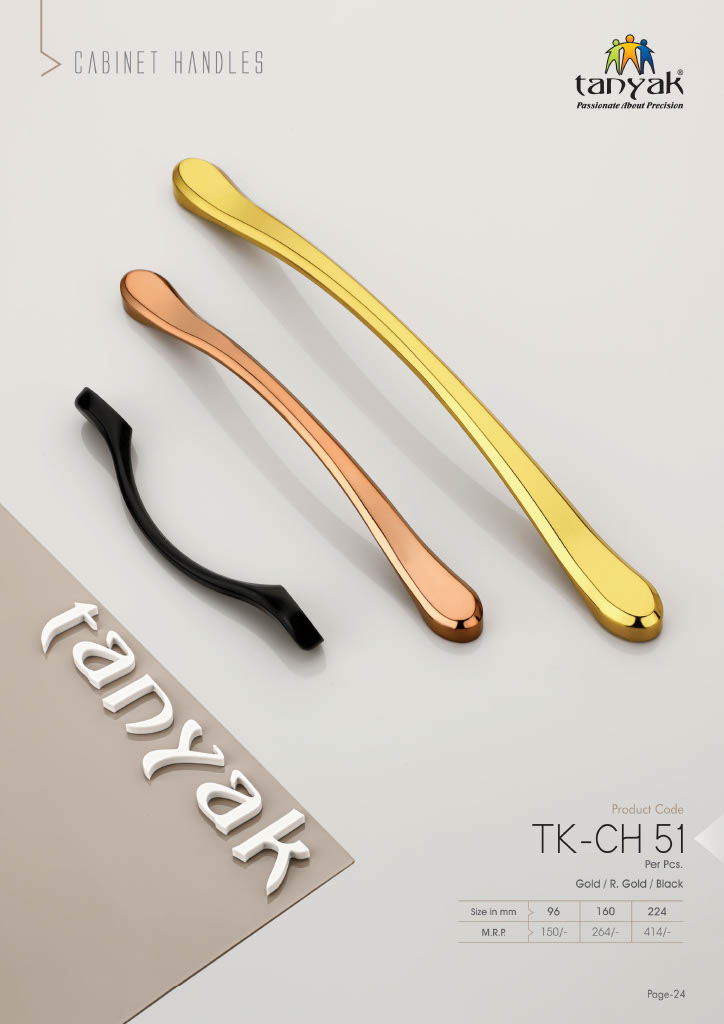 CABINET HANDLES
tanyak®
Passionate About Precision
tanyak
Product Code
TK-CH 51
Per Pcs.
Gold / R. Gold / Black
Size in mm 96 160 224
M.R.P. 150/- 264/- 414/-
Page-24